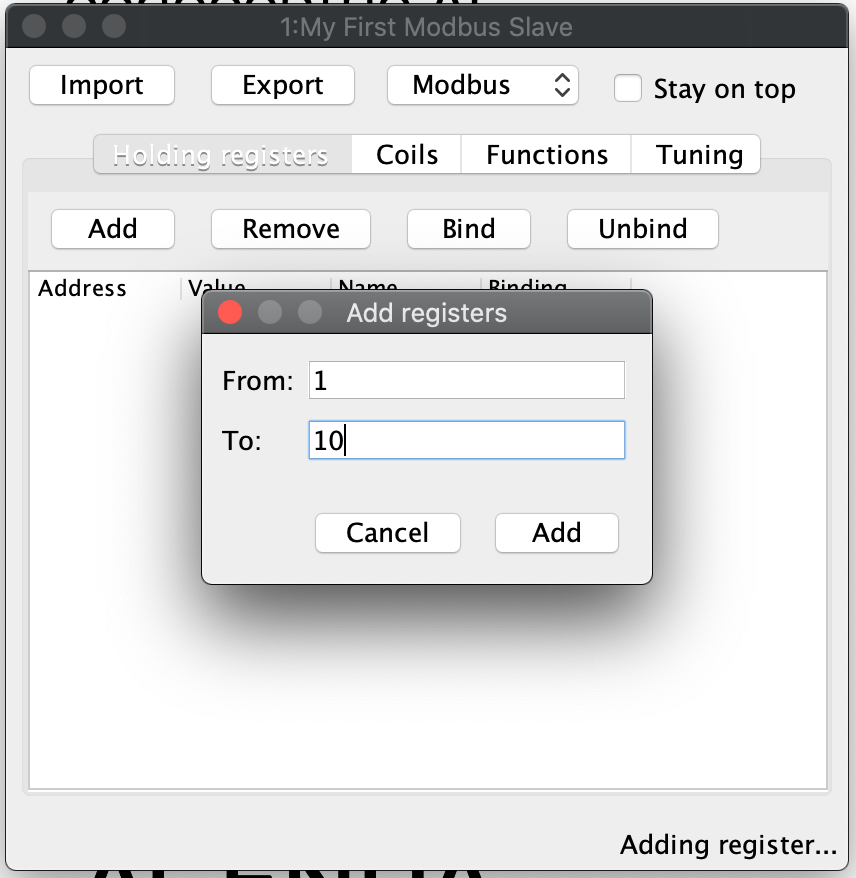 1:My First Modbus Slave
Import Export Modbus Stay on top
Holding registers Coils Functions Tuning
Add Remove Bind Unbind
Address Value Name Binding
Add registers
From: 1
To: 10
Cancel Add
Adding register...